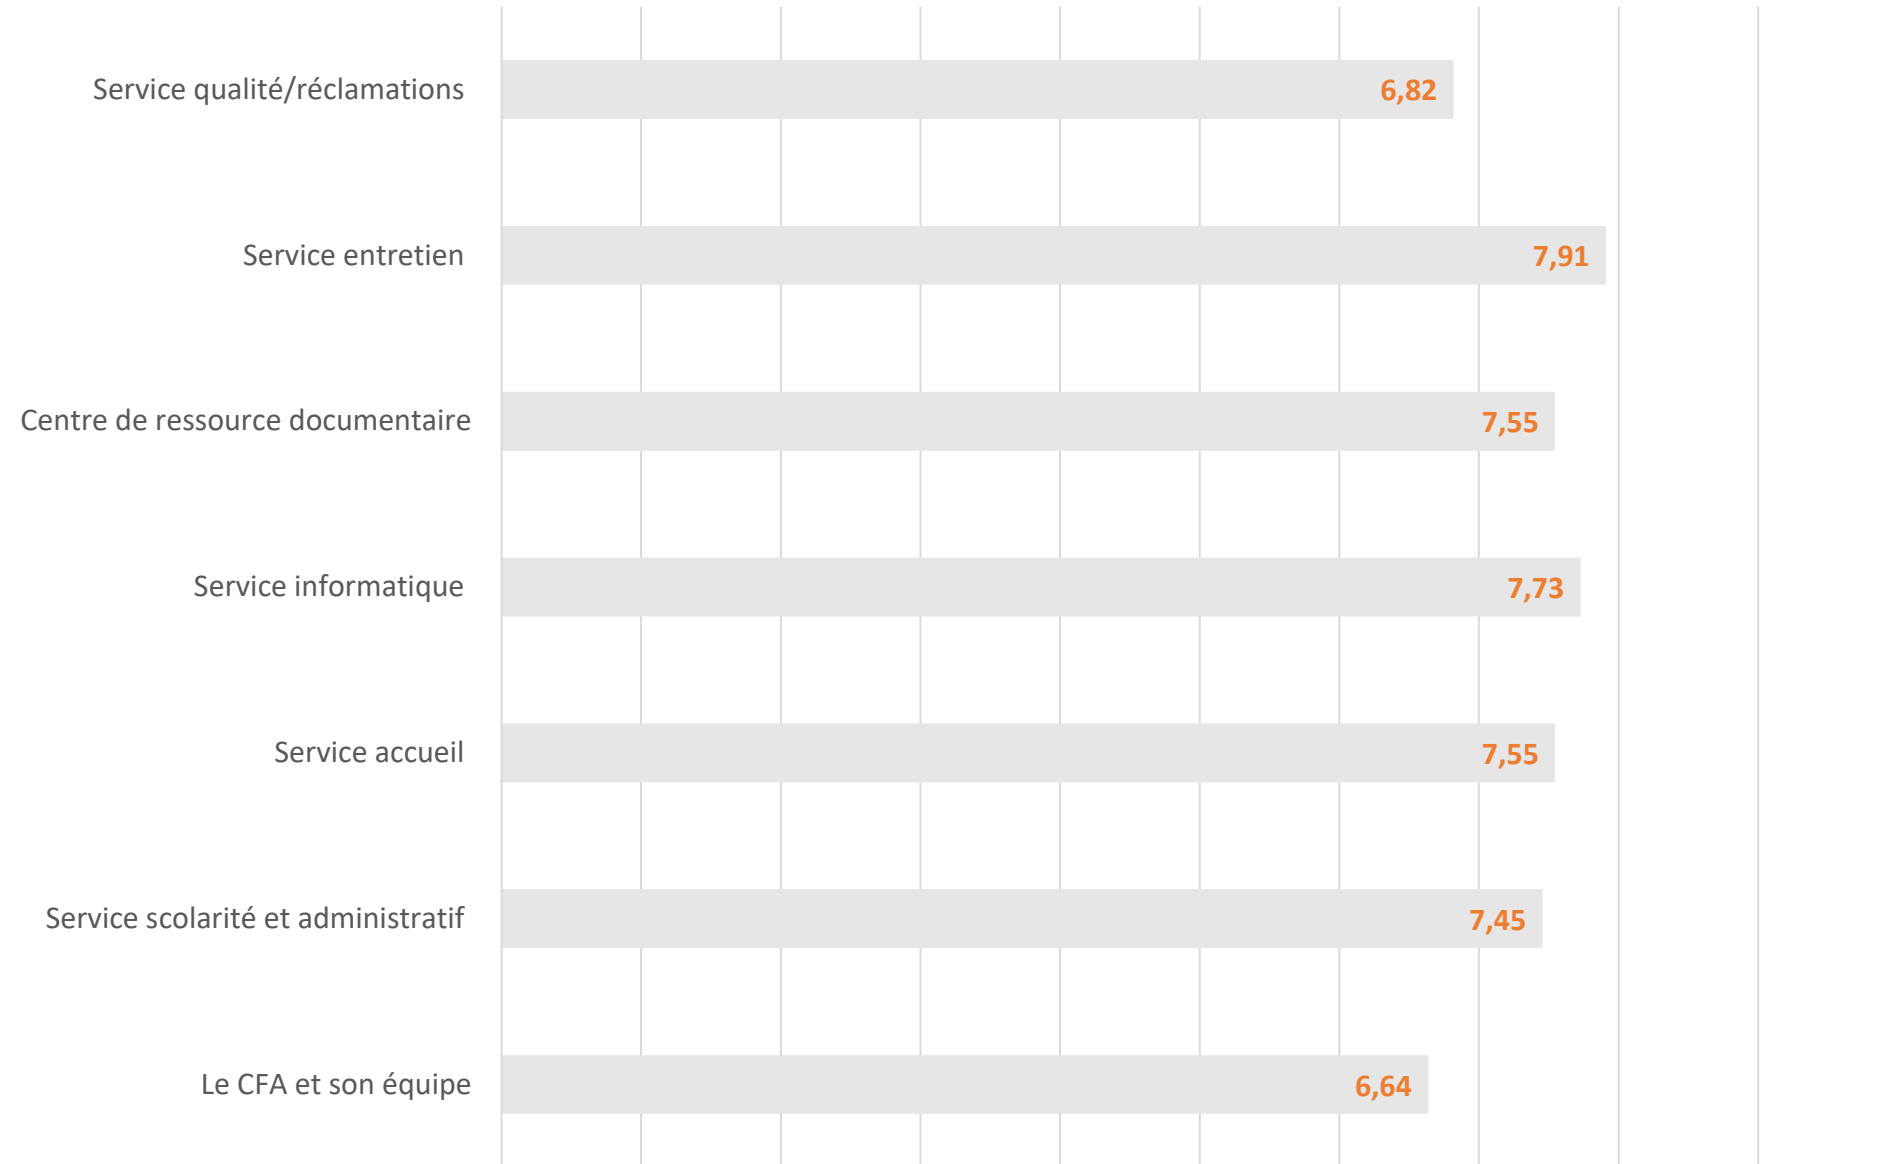 Service qualité/réclamations 6,82
Service entretien 7,91
Centre de ressource documentaire 7,55
Service informatique 7,73
Service accueil 7,55
Service scolarité et administratif 7,45
Le CFA et son équipe 6,64